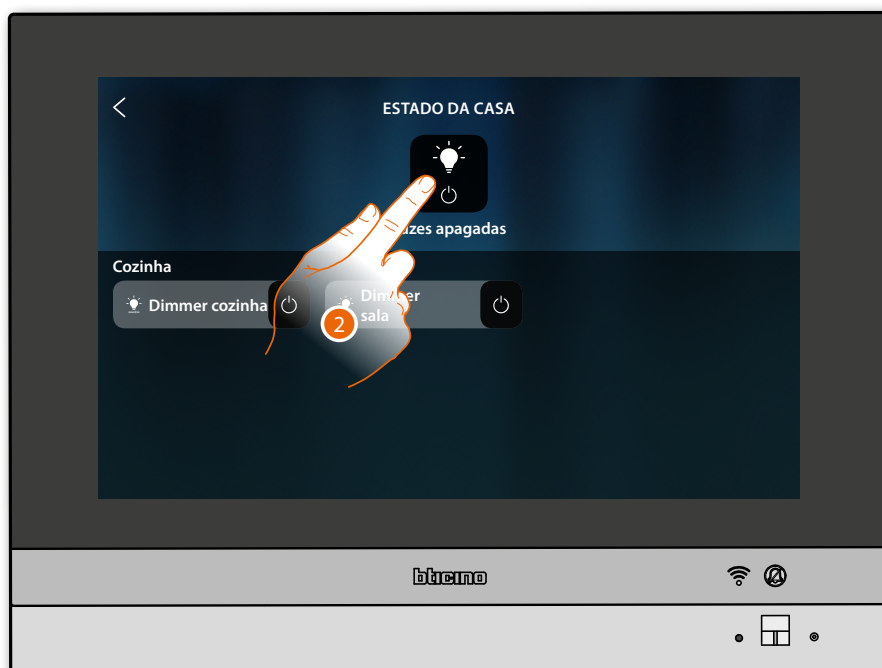 ESTADO DA CASA
uzes apagadas
Cozinha
Dimmer cozinha
Dimmer
sala
2
bticino